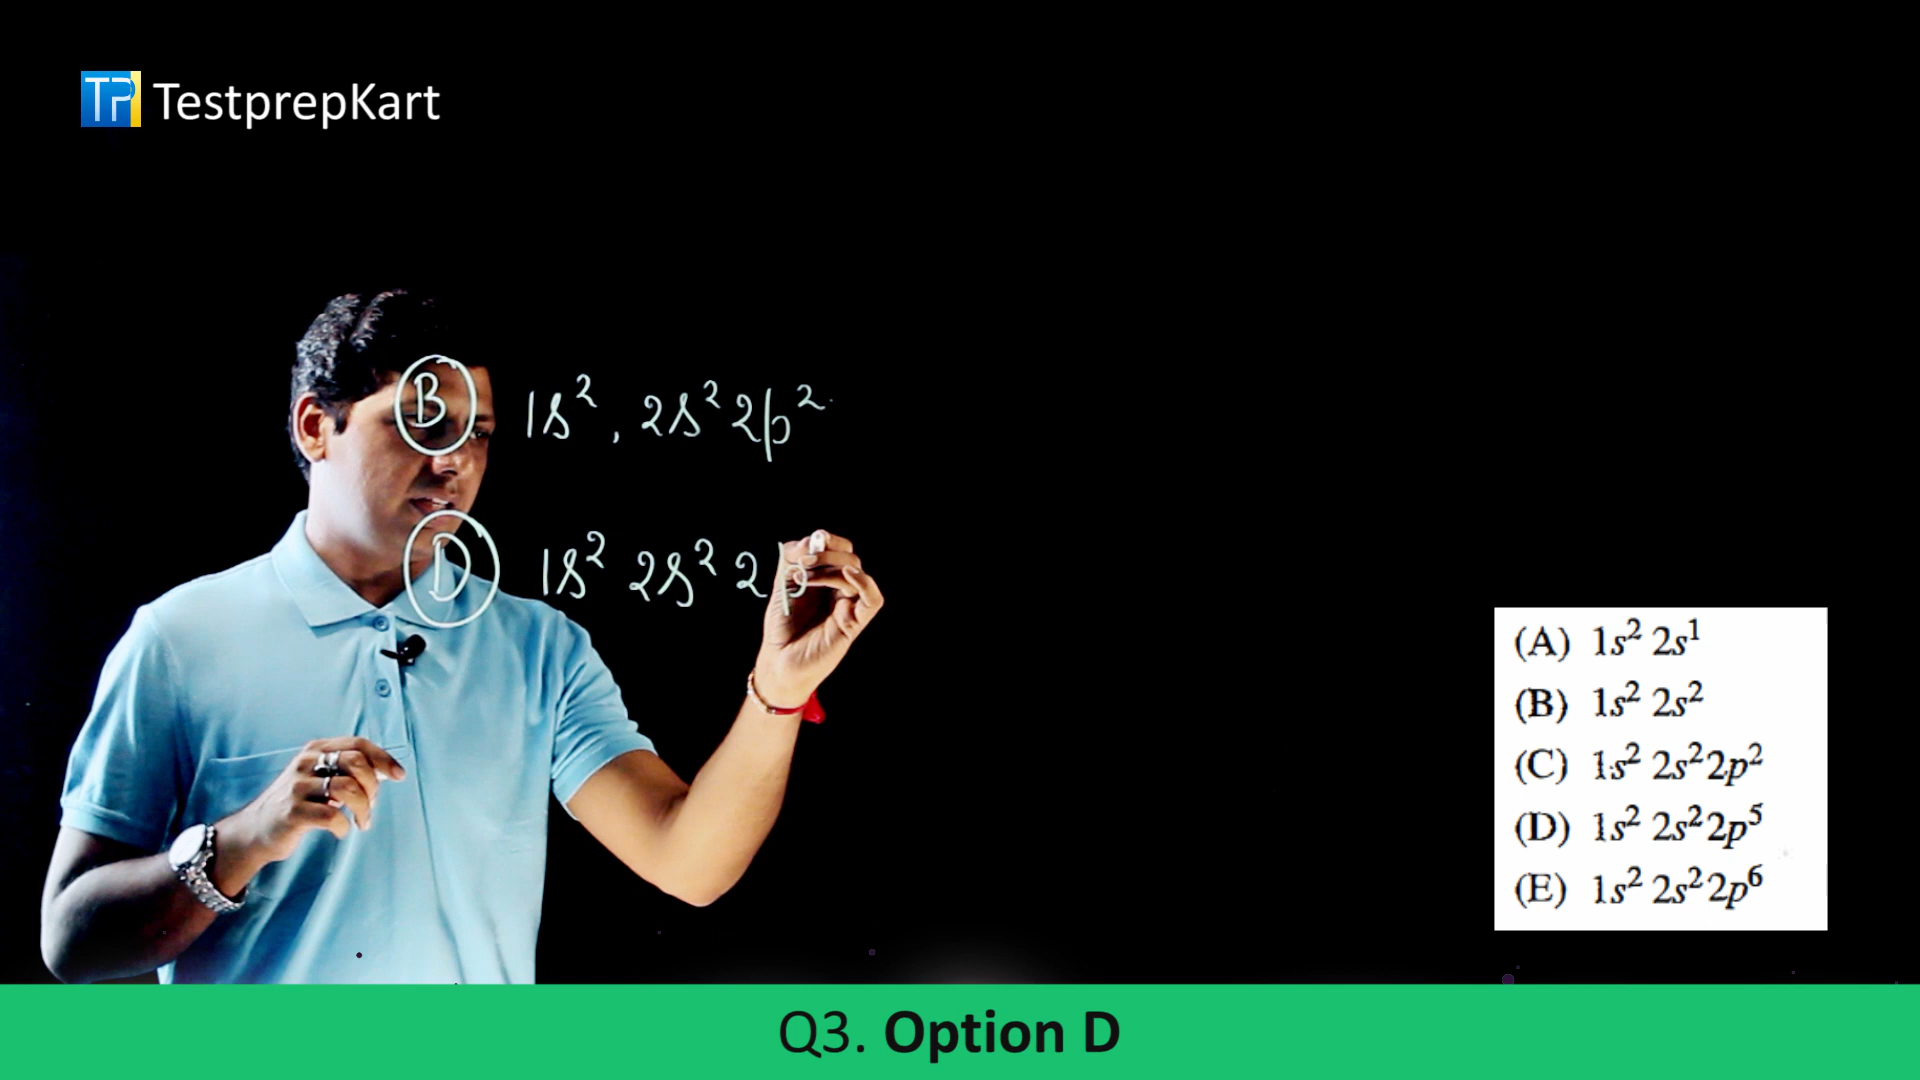 TestprepKart
B 1s², 2s² 2p²
D 1s² 2s² 2p
(A) 1s² 2s¹
(B) 1s² 2s²
(C) 1s² 2s² 2p²
(D) 1s² 2s² 2p⁵
(E) 1s² 2s² 2p⁶
Q3. Option D